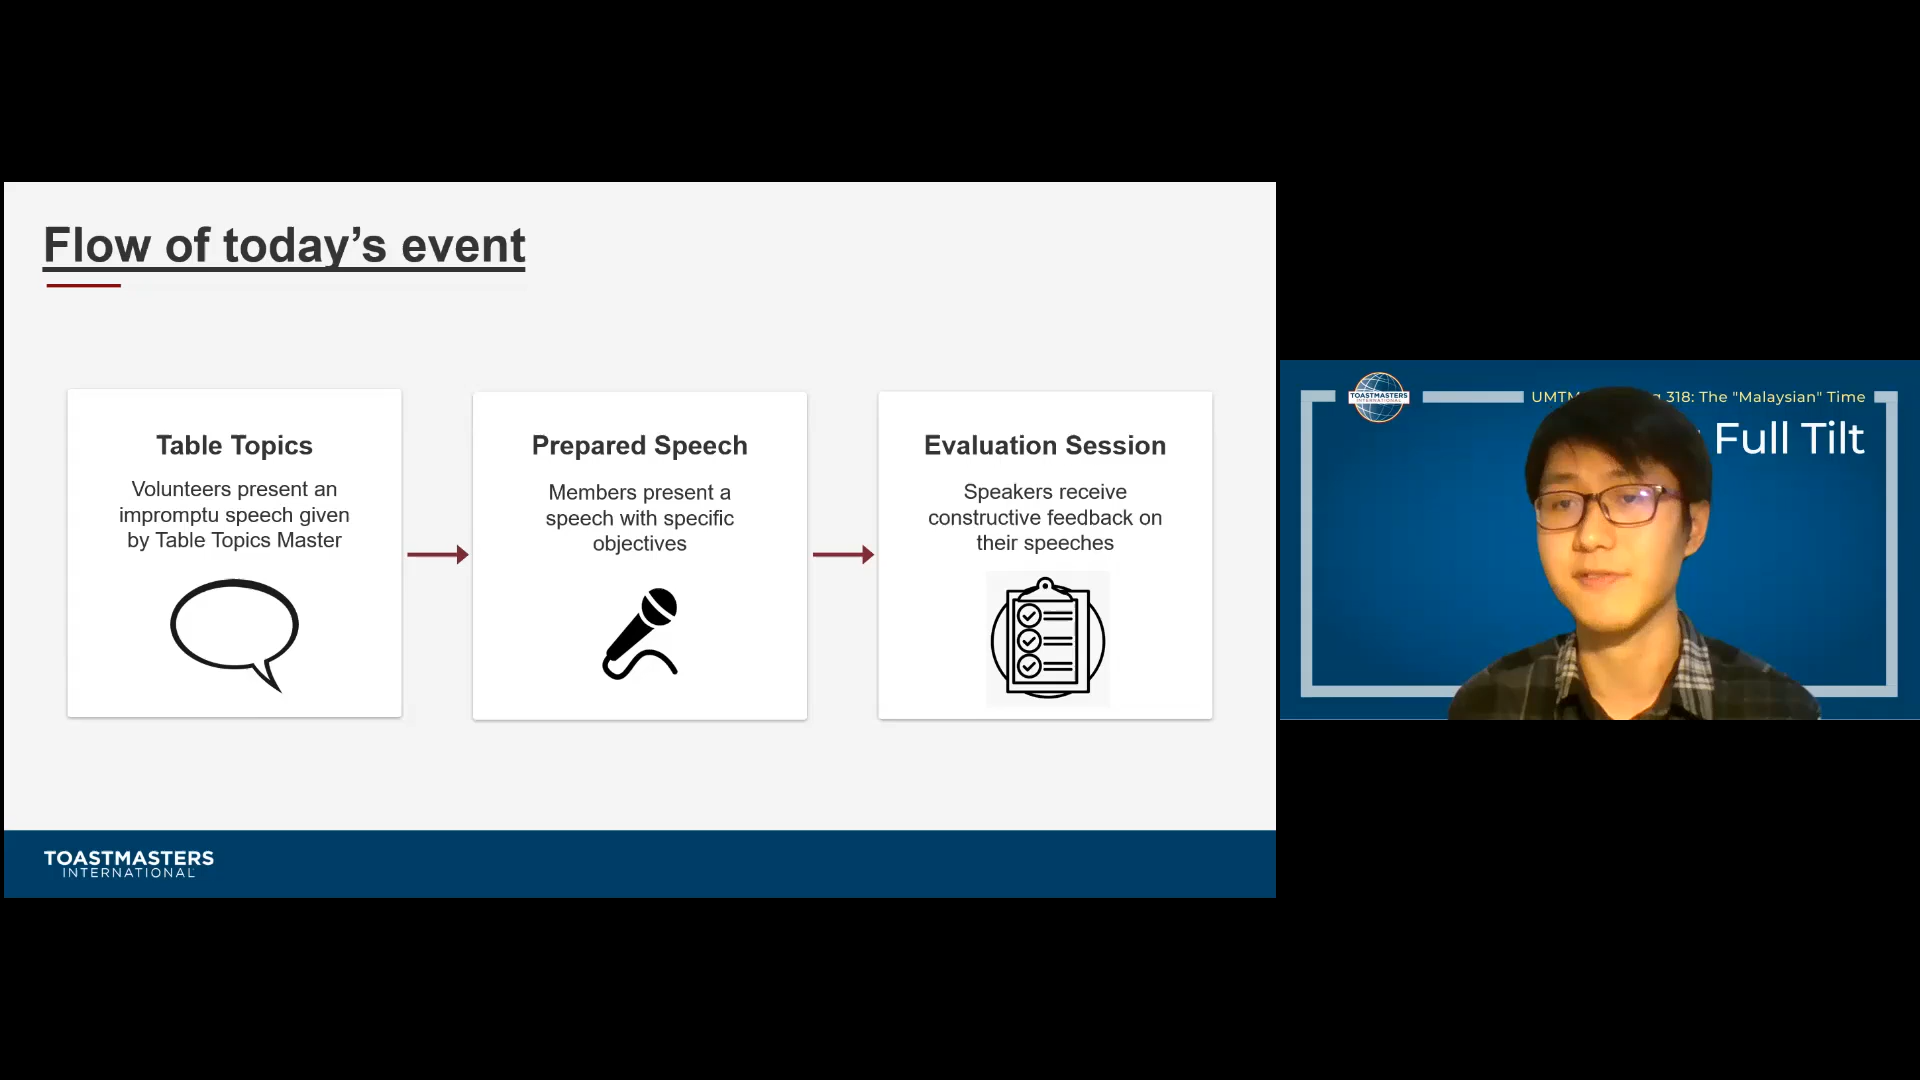 Flow of today’s event
Table Topics
Volunteers present an
impromptu speech given
by Table Topics Master
Prepared Speech
Members present a
speech with specific
objectives
Evaluation Session
Speakers receive
constructive feedback on
their speeches
TOASTMASTERS
INTERNATIONAL
TOASTMASTERS
INTERNATIONAL
318: The "Malaysian" Time
Full Tilt